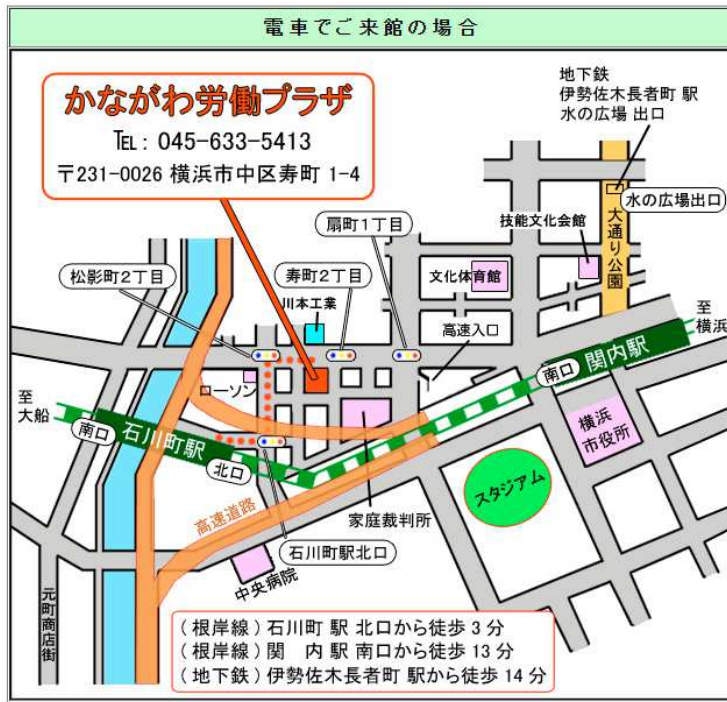 電車でご来館の場合
かながわ労働プラザ
TEL: 045-633-5413
〒231-0026 横浜市中区寿町 1-4
地下鉄
伊勢佐木長者町 駅
水の広場 出口
水の広場出口
大通り公園
技能文化会館
扇町1丁目
松影町2丁目
寿町2丁目
川本工業
文化体育館
高速入口
至
横浜
関内駅
南口
ローソン
至
大船
南口
石川町駅
北口
横浜
市役所
スタジアム
高速道路
家庭裁判所
石川町駅北口
中央病院
元町商店街
(根岸線)石川町 駅 北口から徒歩 3 分
(根岸線)関 内 駅 南口から徒歩 13 分
(地下鉄)伊勢佐木長者町 駅から徒歩 14 分